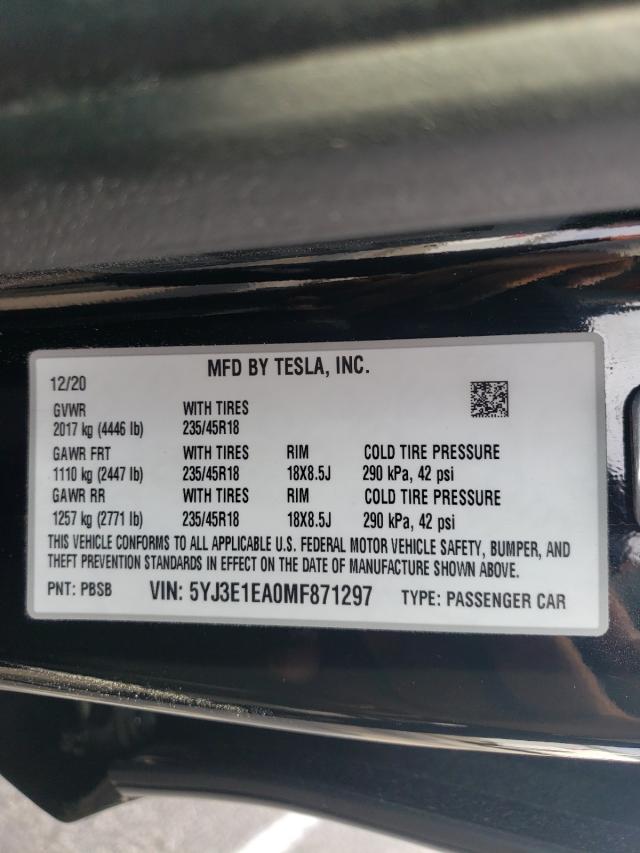 MFD BY TESLA, INC.
12/20
GVWR WITH TIRES
2017 kg (4446 lb) 235/45R18
GAWR FRT WITH TIRES RIM COLD TIRE PRESSURE
1110 kg (2447 lb) 235/45R18 18X8.5J 290 kPa, 42 psi
GAWR RR WITH TIRES RIM COLD TIRE PRESSURE
1257 kg (2771 lb) 235/45R18 18X8.5J 290 kPa, 42 psi
THIS VEHICLE CONFORMS TO ALL APPLICABLE U.S. FEDERAL MOTOR VEHICLE SAFETY, BUMPER, AND
THEFT PREVENTION STANDARDS IN EFFECT ON THE DATE OF MANUFACTURE SHOWN ABOVE.
PNT: PBSB VIN: 5YJ3E1EA0MF871297 TYPE: PASSENGER CAR